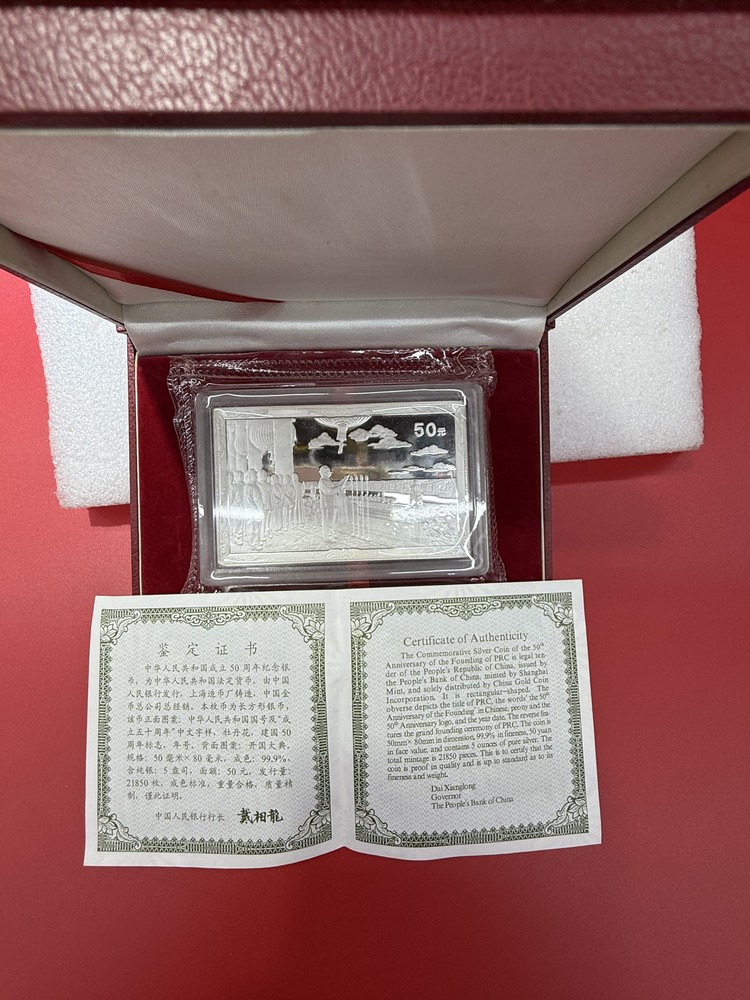 50元
鉴定证书
中华人民共和国成立50周年纪念银
币，为中华人民共和国法定货币。由中国
人民银行发行，上海造币厂铸造，中国金
币总公司总经销。本枚币为长方形银币，
该币正面图案：中华人民共和国国号及“成
立五十周年”中文字样，牡丹花，建国50
周年标志，年号。背面图案：开国大典，
规格：50毫米×80毫米，成色：99.9%，
含纯银：5盎司，面额：50元，发行量：
21850枚，成色标准，重量合格，质量精
制，谨此证明。
中国人民银行行长 戴相龍
Certificate of Authenticity
The Commemorative Silver Coin of the 50th
Anniversary of the Founding of PRC is legal ten-
der of the People's Republic of China, issued by
the People's Bank of China, minted by Shanghai
Mint, and solely distributed by China Gold Coin
Incorporation. It is rectangular-shaped. The
obverse depicts the title of PRC, the words' the 50th
Anniversary of the Founding' in Chinese, peony and the
50th Anniversary logo, and the year date. The reverse fea-
tures the grand founding ceremony of PRC. The coin is
50mm× 80mm in dimension, 99.9% in fineness, 50 yuan
in face value, and contains 5 ounces of pure silver. The
total mintage is 21850 pieces. This is to certify that the
coin is proof in quality and is up to standard as to its
fineness and weight.
Dai Xianglong
Governor
The People's Bank of China